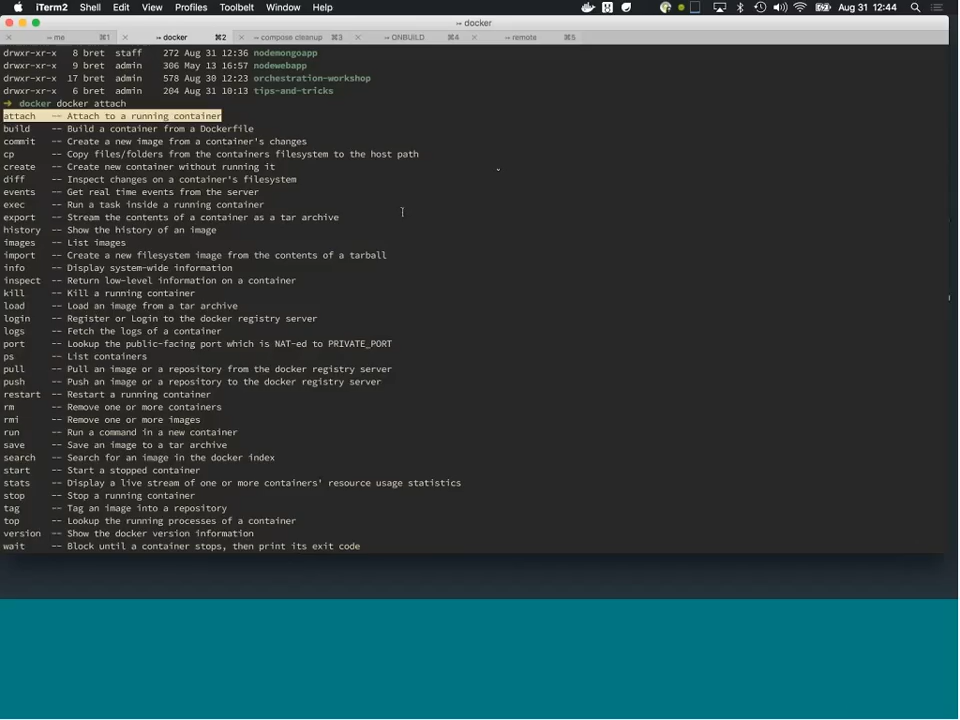 iTerm2 Shell Edit View Profiles Toolbelt Window Help Aug 31 12:44
docker
me ⌘1 docker ⌘2 compose cleanup ⌘3 ONBUILD ⌘4 remote ⌘5
drwxr-xr-x 8 bret staff 272 Aug 31 12:36 nodemongoapp
drwxr-xr-x 9 bret admin 306 May 13 16:57 nodewebapp
drwxr-xr-x 17 bret admin 578 Aug 30 12:23 orchestration-workshop
drwxr-xr-x 6 bret admin 204 Aug 31 10:13 tips-and-tricks
➜ docker docker attach
attach -- Attach to a running container
build -- Build a container from a Dockerfile
commit -- Create a new image from a container's changes
cp -- Copy files/folders from the containers filesystem to the host path
create -- Create new container without running it
diff -- Inspect changes on a container's filesystem
events -- Get real time events from the server
exec -- Run a task inside a running container
export -- Stream the contents of a container as a tar archive
history -- Show the history of an image
images -- List images
import -- Create a new filesystem image from the contents of a tarball
info -- Display system-wide information
inspect -- Return low-level information on a container
kill -- Kill a running container
load -- Load an image from a tar archive
login -- Register or Login to the docker registry server
logs -- Fetch the logs of a container
port -- Lookup the public-facing port which is NAT-ed to PRIVATE_PORT
ps -- List containers
pull -- Pull an image or a repository from the docker registry server
push -- Push an image or a repository to the docker registry server
restart -- Restart a running container
rm -- Remove one or more containers
rmi -- Remove one or more images
run -- Run a command in a new container
save -- Save an image to a tar archive
search -- Search for an image in the docker index
start -- Start a stopped container
stats -- Display a live stream of one or more containers' resource usage statistics
stop -- Stop a running container
tag -- Tag an image into a repository
top -- Lookup the running processes of a container
version -- Show the docker version information
wait -- Block until a container stops, then print its exit code